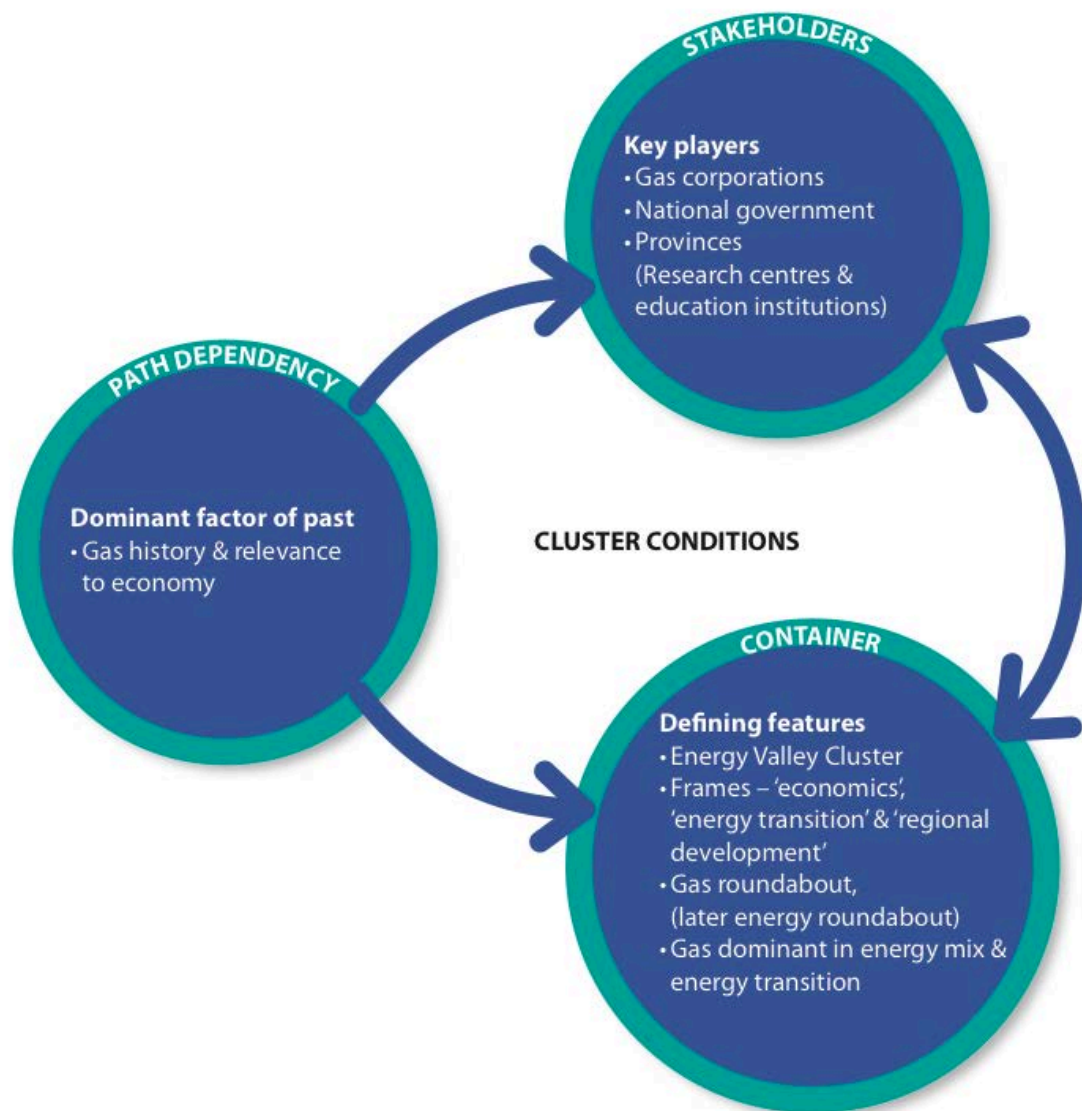 STAKEHOLDERS
Key players
• Gas corporations
• National government
• Provinces
(Research centres &
education institutions)
PATH DEPENDENCY
Dominant factor of past
• Gas history & relevance
to economy
CLUSTER CONDITIONS
CONTAINER
Defining features
• Energy Valley Cluster
• Frames – ‘economics’,
‘energy transition’ & ‘regional
development’
• Gas roundabout,
(later energy roundabout)
• Gas dominant in energy mix &
energy transition